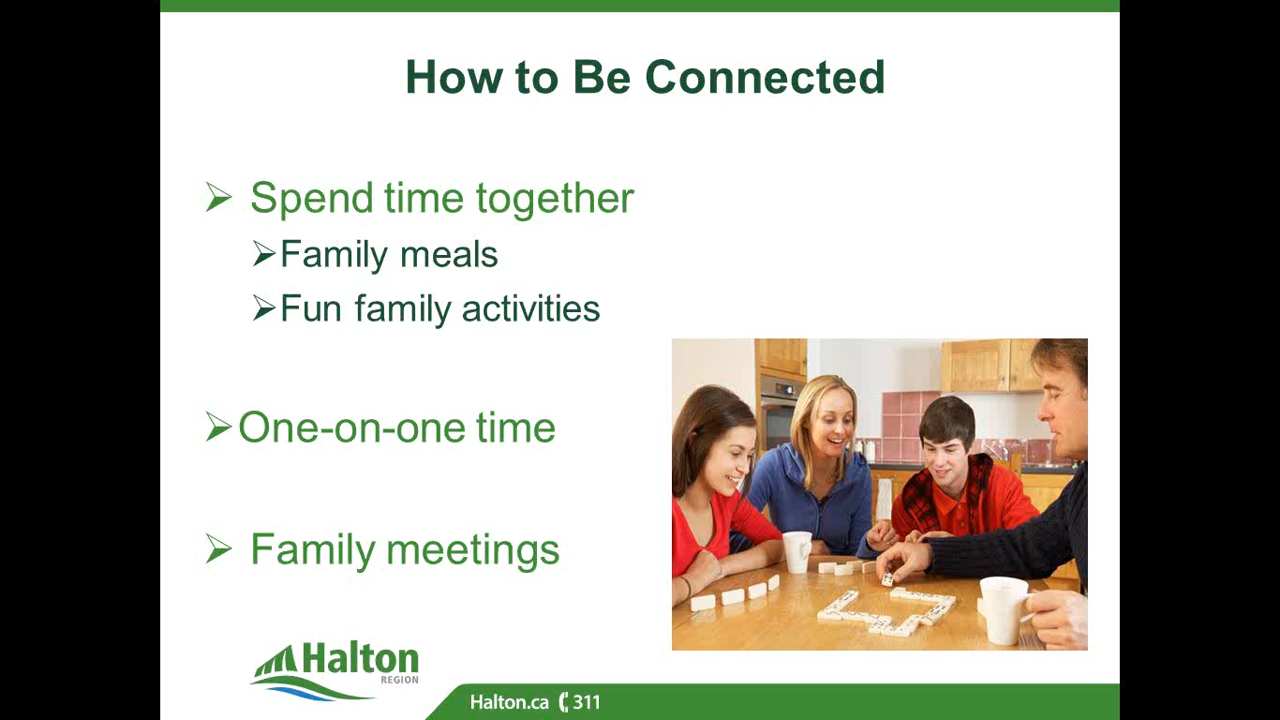 How to Be Connected
Spend time together
Family meals
Fun family activities
One-on-one time
Family meetings
Halton
REGION
Halton.ca 311